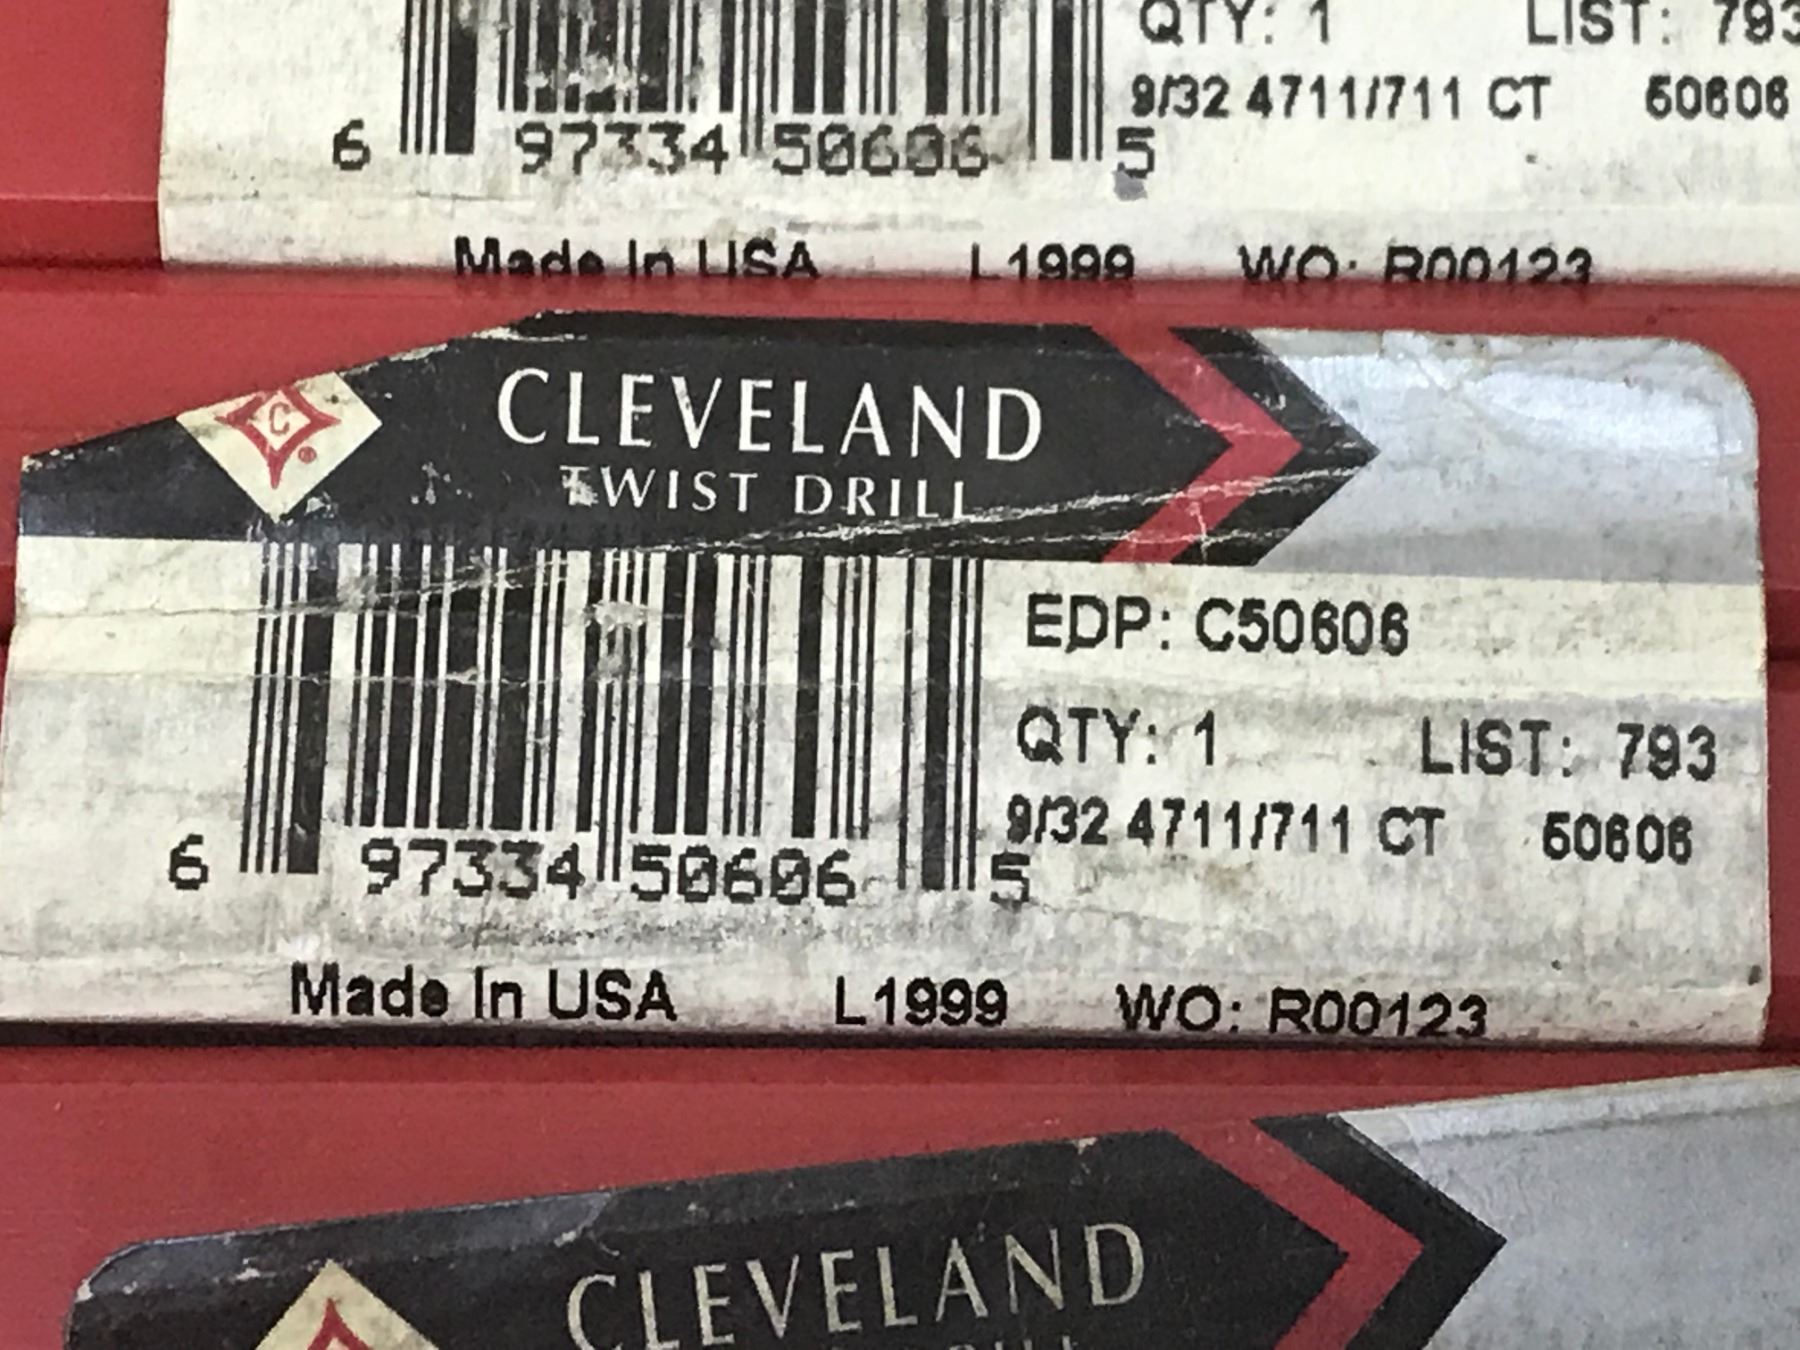 QTY: 1 LIST: 793
9/32 4711/711 CT 50606
6 97334 50606 5
Made In USA L1999 WO: R00123
C
CLEVELAND
TWIST DRILL
EDP: C50606
QTY: 1 LIST: 793
9/32 4711/711 CT 50606
6 97334 50606 5
Made In USA L1999 WO: R00123
CLEVELAND